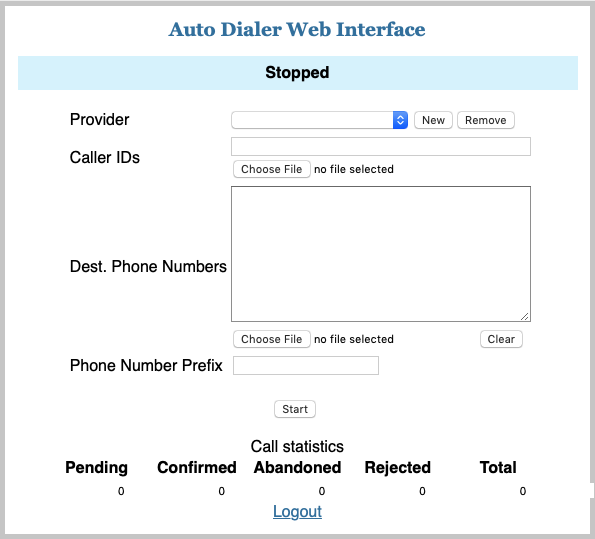 Auto Dialer Web Interface
Stopped
Provider New Remove
Caller IDs
Choose File no file selected
Dest. Phone Numbers
Choose File no file selected Clear
Phone Number Prefix
Start
Call statistics
Pending Confirmed Abandoned Rejected Total
0 0 0 0 0
Logout